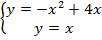 y = −x² + 4x
y = x